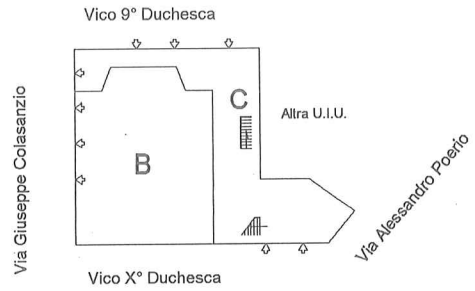 Vico 9° Duchesca
Via Giuseppe Colasanzio
C
Altra U.I.U.
B
Via Alessandro Poerio
Vico X° Duchesca